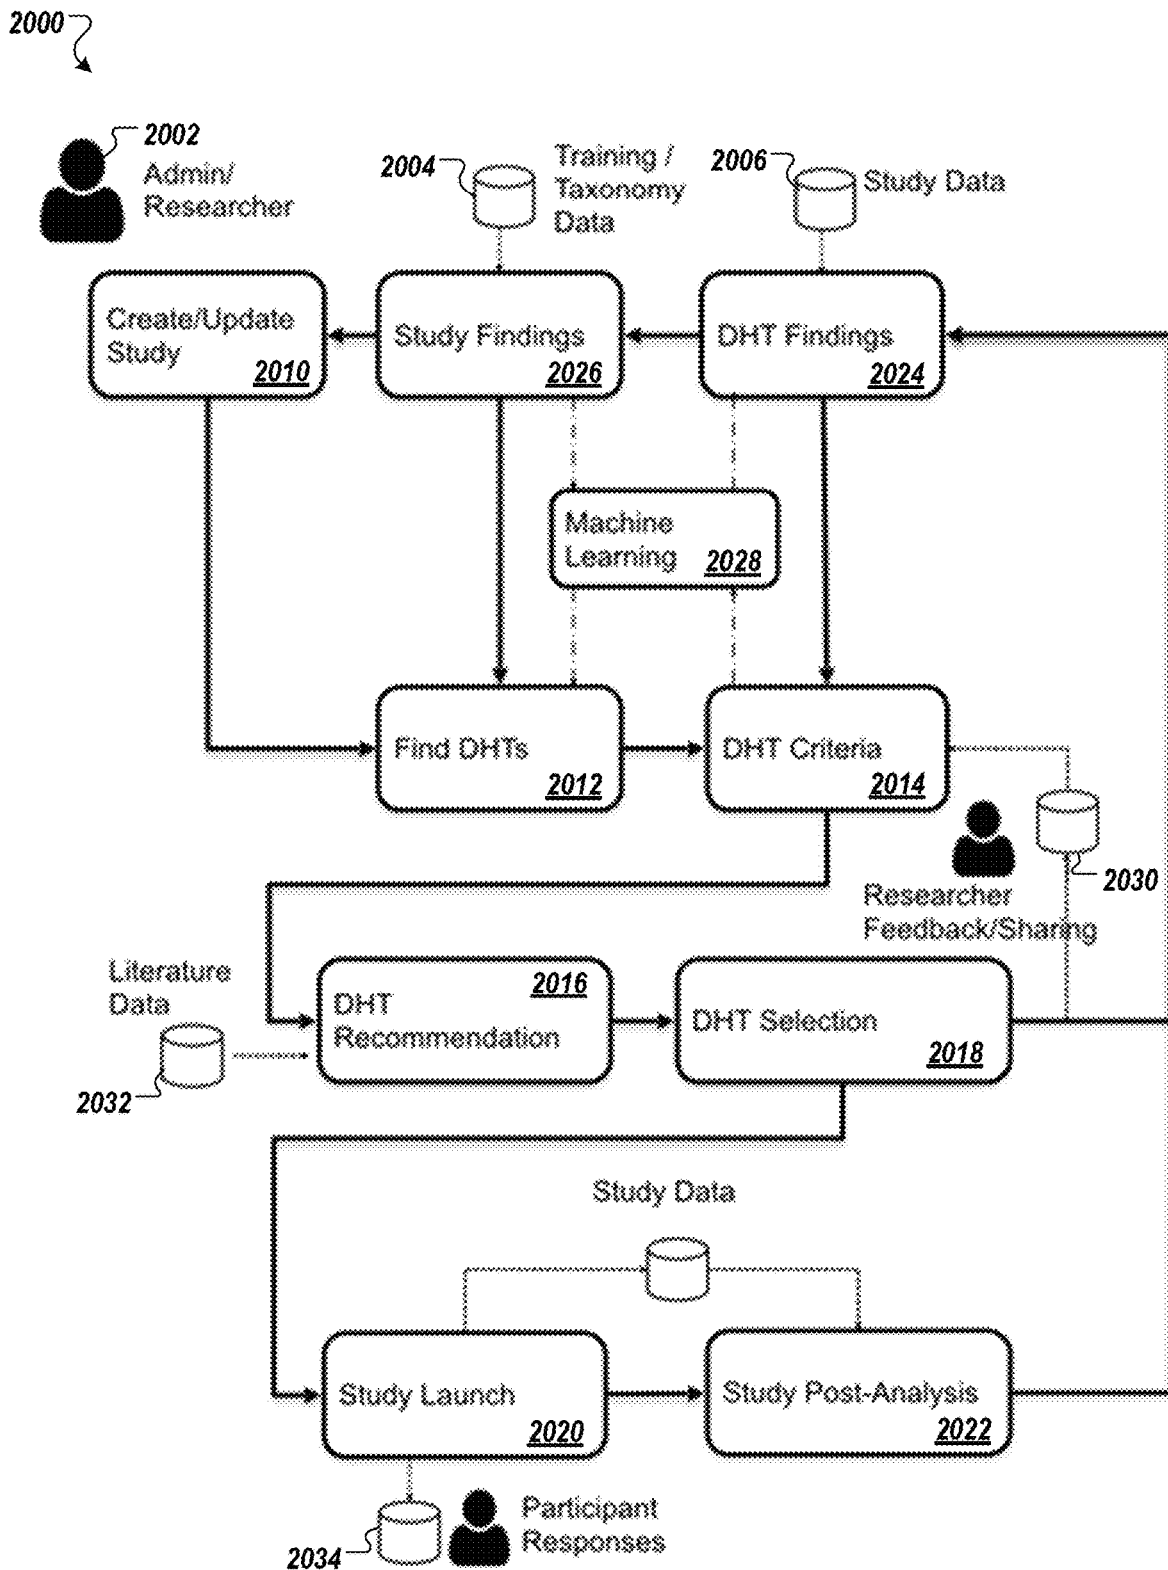 2000
2002
Admin/
Researcher
2004
Training /
Taxonomy
Data
2006
Study Data
Create/Update
Study
2010
Study Findings
2026
DHT Findings
2024
Machine
Learning
2028
Find DHTs
2012
DHT Criteria
2014
2030
Researcher
Feedback/Sharing
Literature
Data
2032
2016
DHT
Recommendation
DHT Selection
2018
Study Data
Study Launch
2020
Study Post-Analysis
2022
2034
Participant
Responses